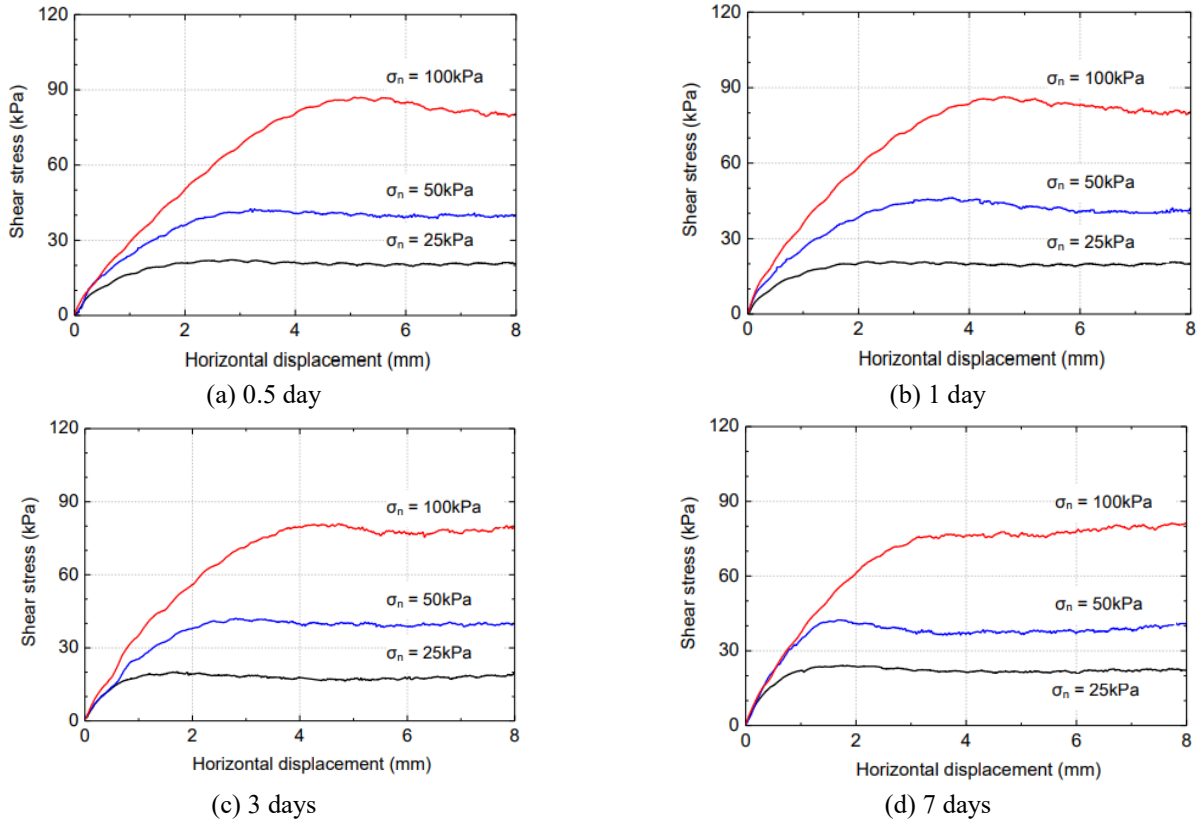 120
90
60
30
0
Shear stress (kPa)
σn = 100kPa
σn = 50kPa
σn = 25kPa
0 2 4 6 8
Horizontal displacement (mm)
(a) 0.5 day
120
90
60
30
0
Shear stress (kPa)
σn = 100kPa
σn = 50kPa
σn = 25kPa
0 2 4 6 8
Horizontal displacement (mm)
(b) 1 day
120
90
60
30
0
Shear stress (kPa)
σn = 100kPa
σn = 50kPa
σn = 25kPa
0 2 4 6 8
Horizontal displacement (mm)
(c) 3 days
120
90
60
30
0
Shear stress (kPa)
σn = 100kPa
σn = 50kPa
σn = 25kPa
0 2 4 6 8
Horizontal displacement (mm)
(d) 7 days